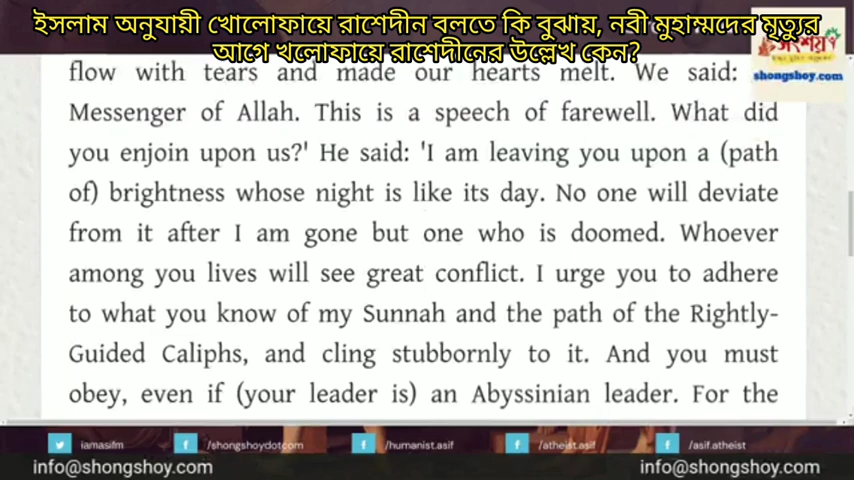 ইসলাম অনুযায়ী খোলোফায়ে রাশেদীন বলতে কি বুঝায়, নবী মুহাম্মদের মৃত্যুর
আগে খলোফায়ে রাশেদীনের উল্লেখ কেন?
সংশয়
shongshoy.com
flow with tears and made our hearts melt. We said:
Messenger of Allah. This is a speech of farewell. What did
you enjoin upon us?' He said: 'I am leaving you upon a (path
of) brightness whose night is like its day. No one will deviate
from it after I am gone but one who is doomed. Whoever
among you lives will see great conflict. I urge you to adhere
to what you know of my Sunnah and the path of the Rightly-
Guided Caliphs, and cling stubbornly to it. And you must
obey, even if (your leader is) an Abyssinian leader. For the
iamasifm /shongshoydotcom /humanist.asif /atheist.asif /asif.atheist
info@shongshoy.com info@shongshoy.com